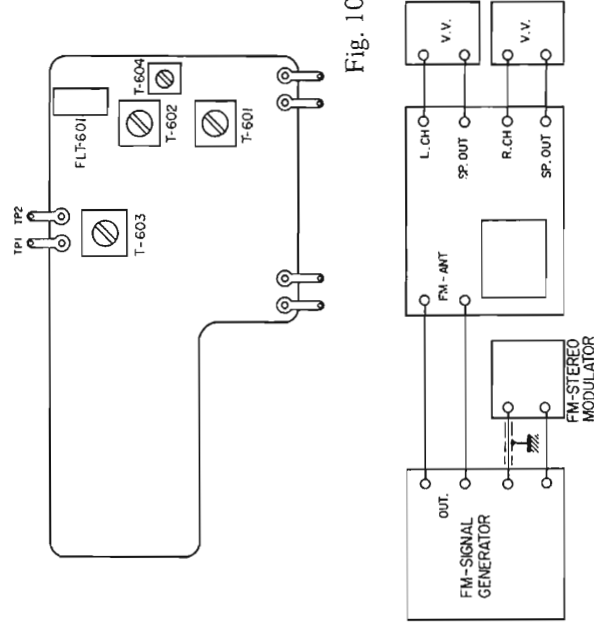 TP1 TP2
FLT-601
T-604
T-602
T-603
T-601
Fig. 10
FM-SIGNAL
GENERATOR
OUT.
FM-STEREO
MODULATOR
FM-ANT
L.CH
SP.OUT
R.CH
SP.OUT
V.V.
V.V.